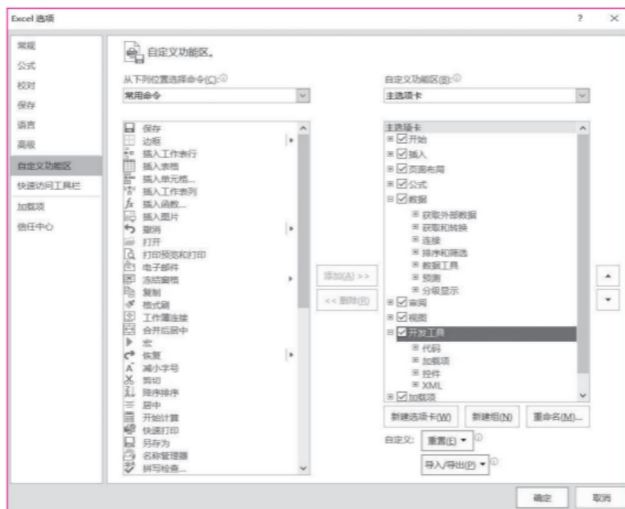 Excel 选项
?
×
常规
公式
校对
保存
语言
高级
自定义功能区
快速访问工具栏
加载项
信任中心
自定义功能区。
从下列位置选择命令(C):
常用命令
保存
边框
插入工作表行
插入表格
插入单元格...
插入工作表列
插入函数...
插入图片
撤消
打开
打印预览和打印
电子邮件
冻结窗格
复制
格式刷
工作簿连接
合并后居中
宏
恢复
减小字号
剪切
降序排序
居中
开始计算
快速打印
另存为
名称管理器
拼写检查...
添加(A) >>
<< 删除(R)
自定义功能区(B):
主选项卡
主选项卡
开始
插入
页面布局
公式
数据
获取外部数据
获取和转换
连接
排序和筛选
数据工具
预测
分级显示
审阅
视图
开发工具
代码
加载项
控件
XML
加载项
新建选项卡(W)
新建组(N)
重命名(M)...
自定义:
重置(E)
导入/导出(P)
确定
取消